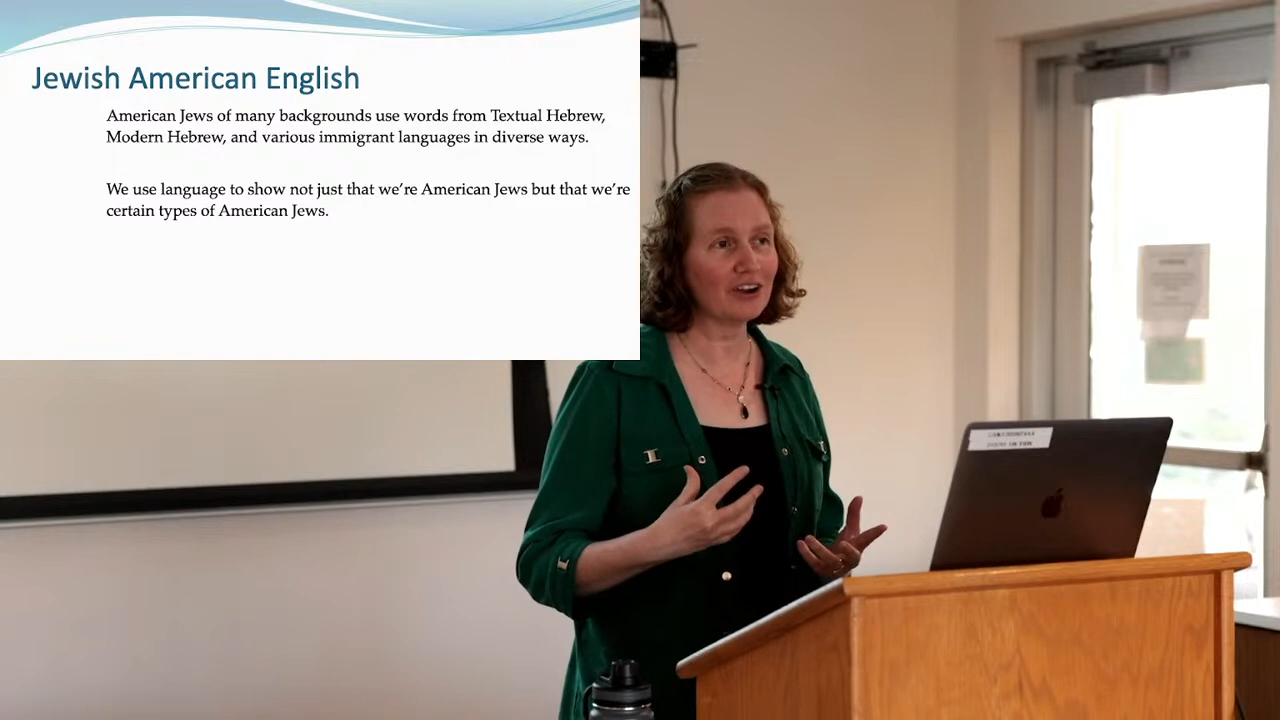 Jewish American English
American Jews of many backgrounds use words from Textual Hebrew,
Modern Hebrew, and various immigrant languages in diverse ways.
We use language to show not just that we're American Jews but that we're
certain types of American Jews.